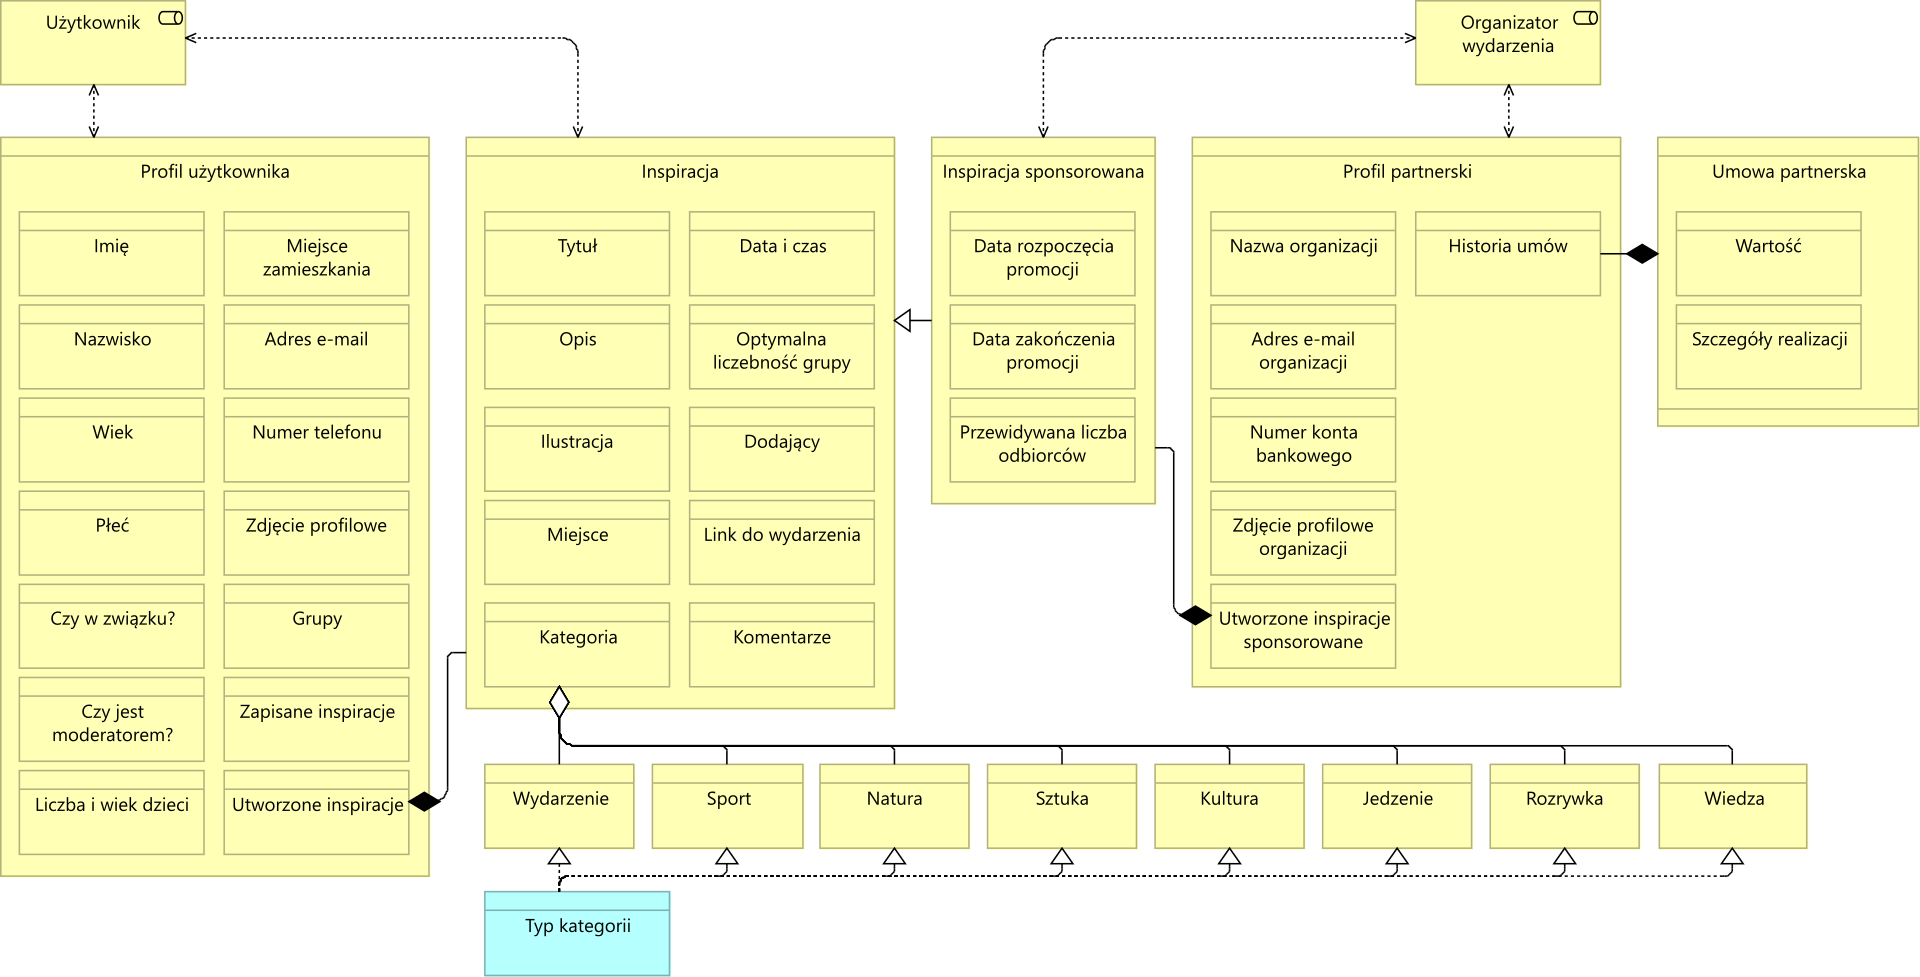 Użytkownik
Organizator
wydarzenia
Profil użytkownika
Imię
Miejsce
zamieszkania
Nazwisko
Adres e-mail
Wiek
Numer telefonu
Płeć
Zdjęcie profilowe
Czy w związku?
Grupy
Czy jest
moderatorem?
Zapisane inspiracje
Liczba i wiek dzieci
Utworzone inspiracje
Inspiracja
Tytuł
Data i czas
Opis
Optymalna
liczebność grupy
Ilustracja
Dodający
Miejsce
Link do wydarzenia
Kategoria
Komentarze
Inspiracja sponsorowana
Data rozpoczęcia
promocji
Data zakończenia
promocji
Przewidywana liczba
odbiorców
Profil partnerski
Nazwa organizacji
Historia umów
Adres e-mail
organizacji
Numer konta
bankowego
Zdjęcie profilowe
organizacji
Utworzone inspiracje
sponsorowane
Umowa partnerska
Wartość
Szczegóły realizacji
Wydarzenie
Sport
Natura
Sztuka
Kultura
Jedzenie
Rozrywka
Wiedza
Typ kategorii